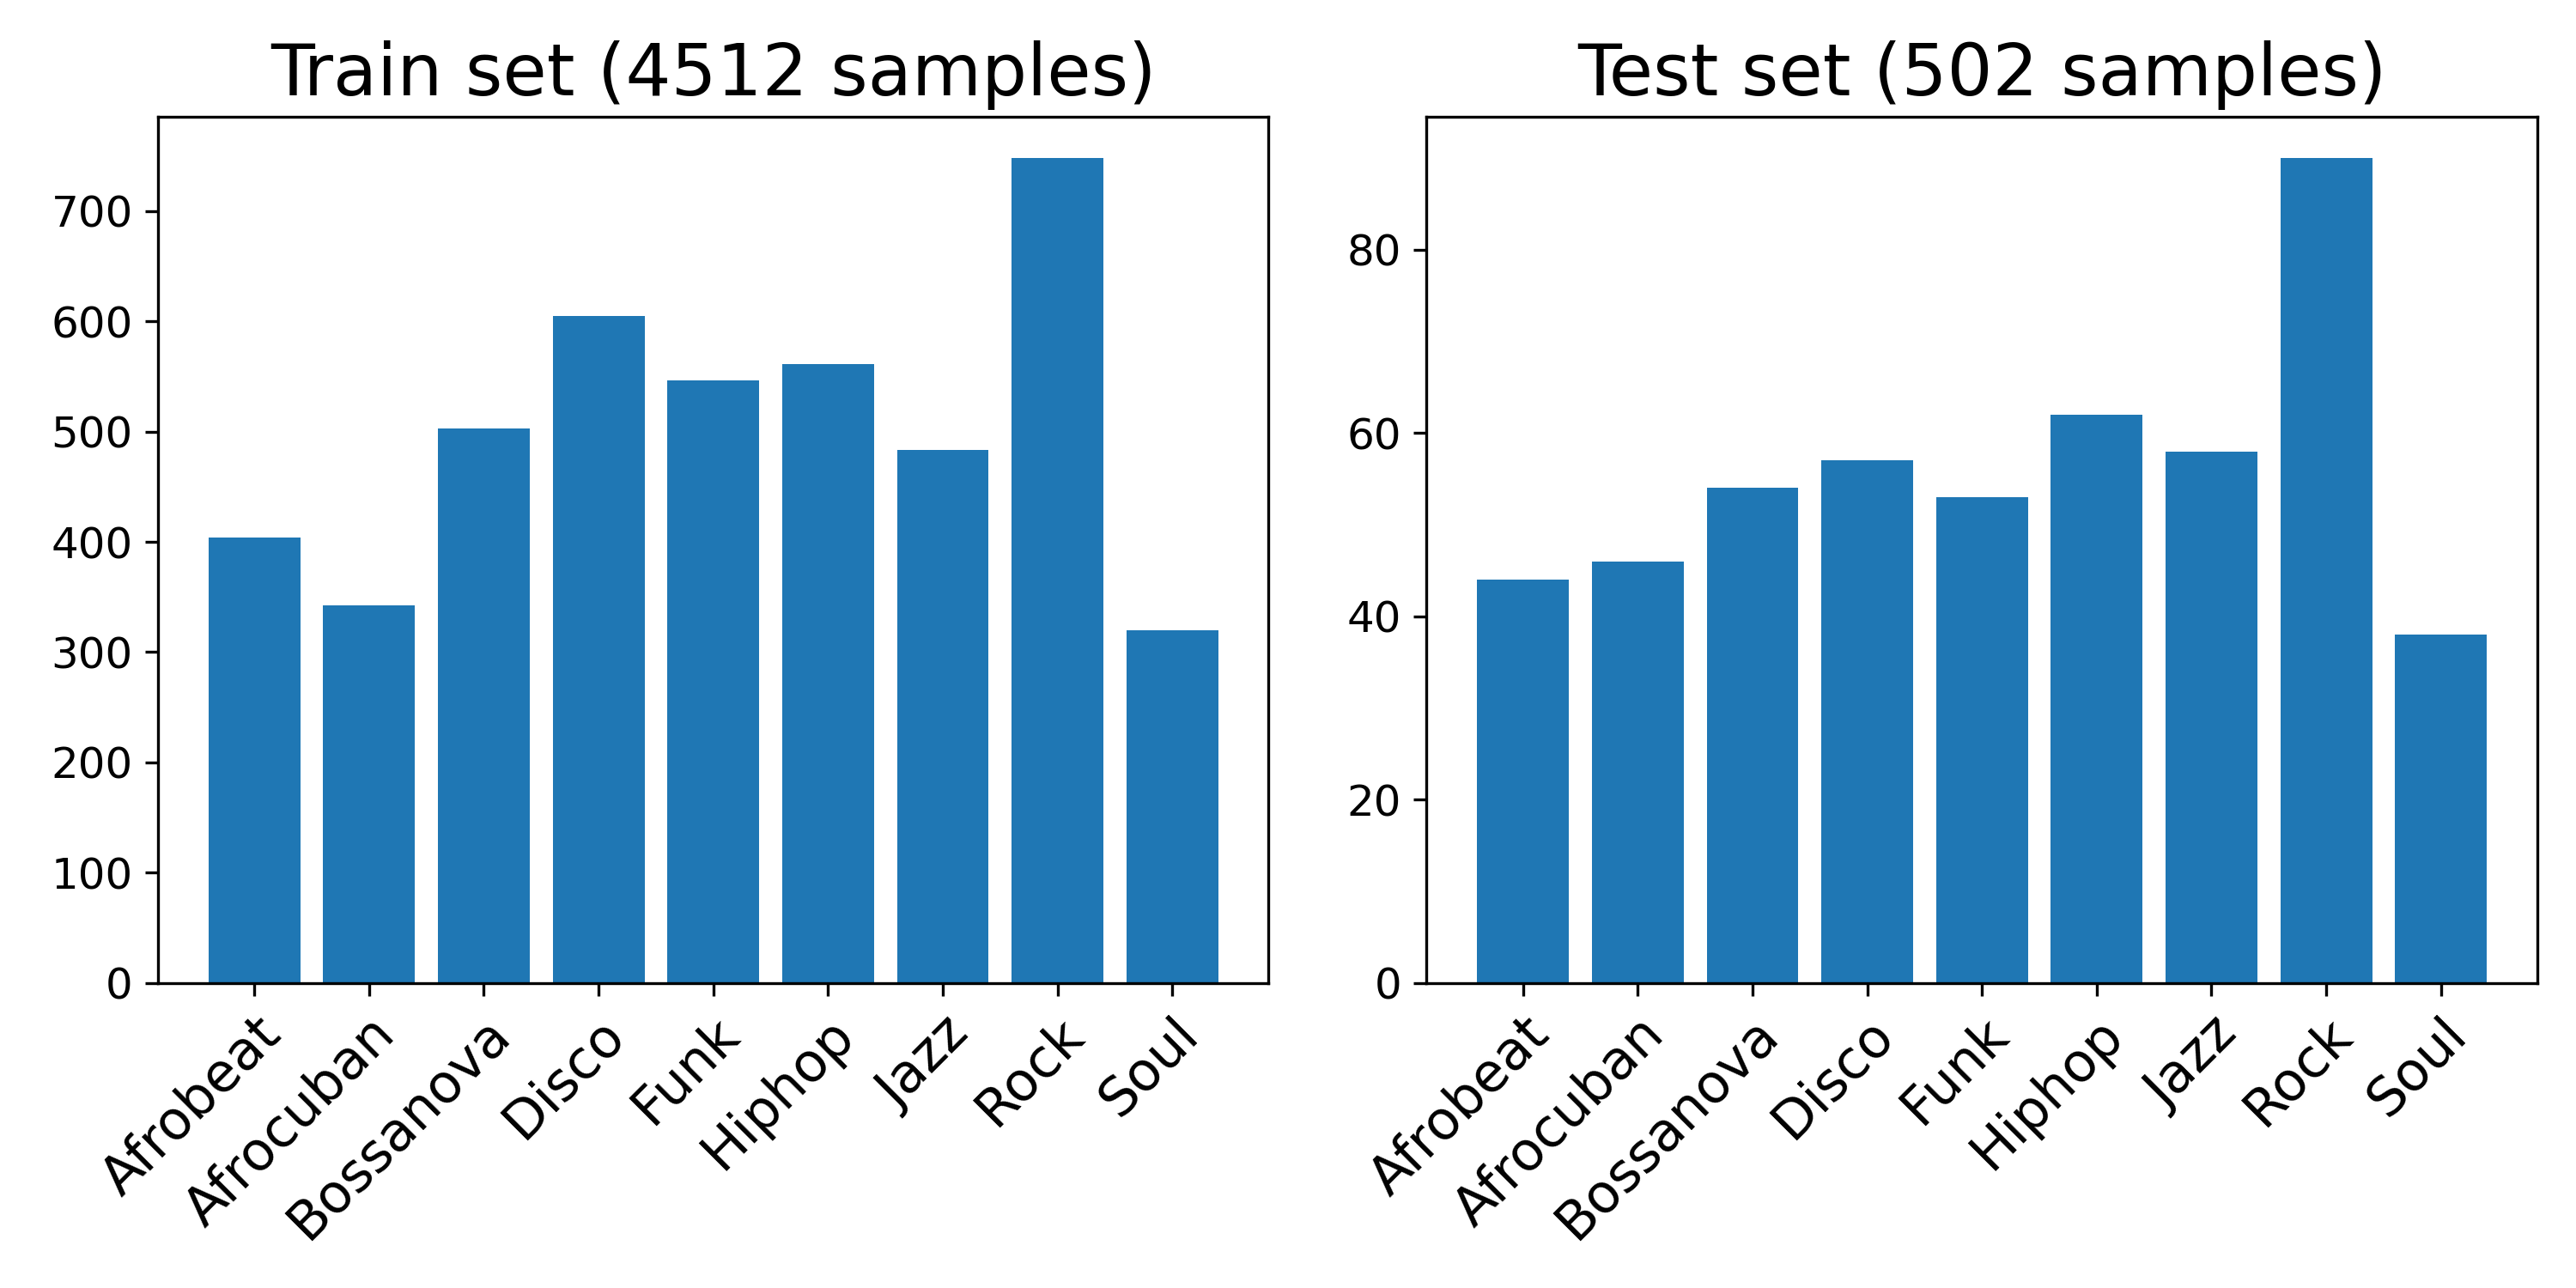 Train set (4512 samples)
700
600
500
400
300
200
100
0
Afrobeat
Afrocuban
Bossanova
Disco
Funk
Hiphop
Jazz
Rock
Soul
Test set (502 samples)
80
60
40
20
0
Afrobeat
Afrocuban
Bossanova
Disco
Funk
Hiphop
Jazz
Rock
Soul